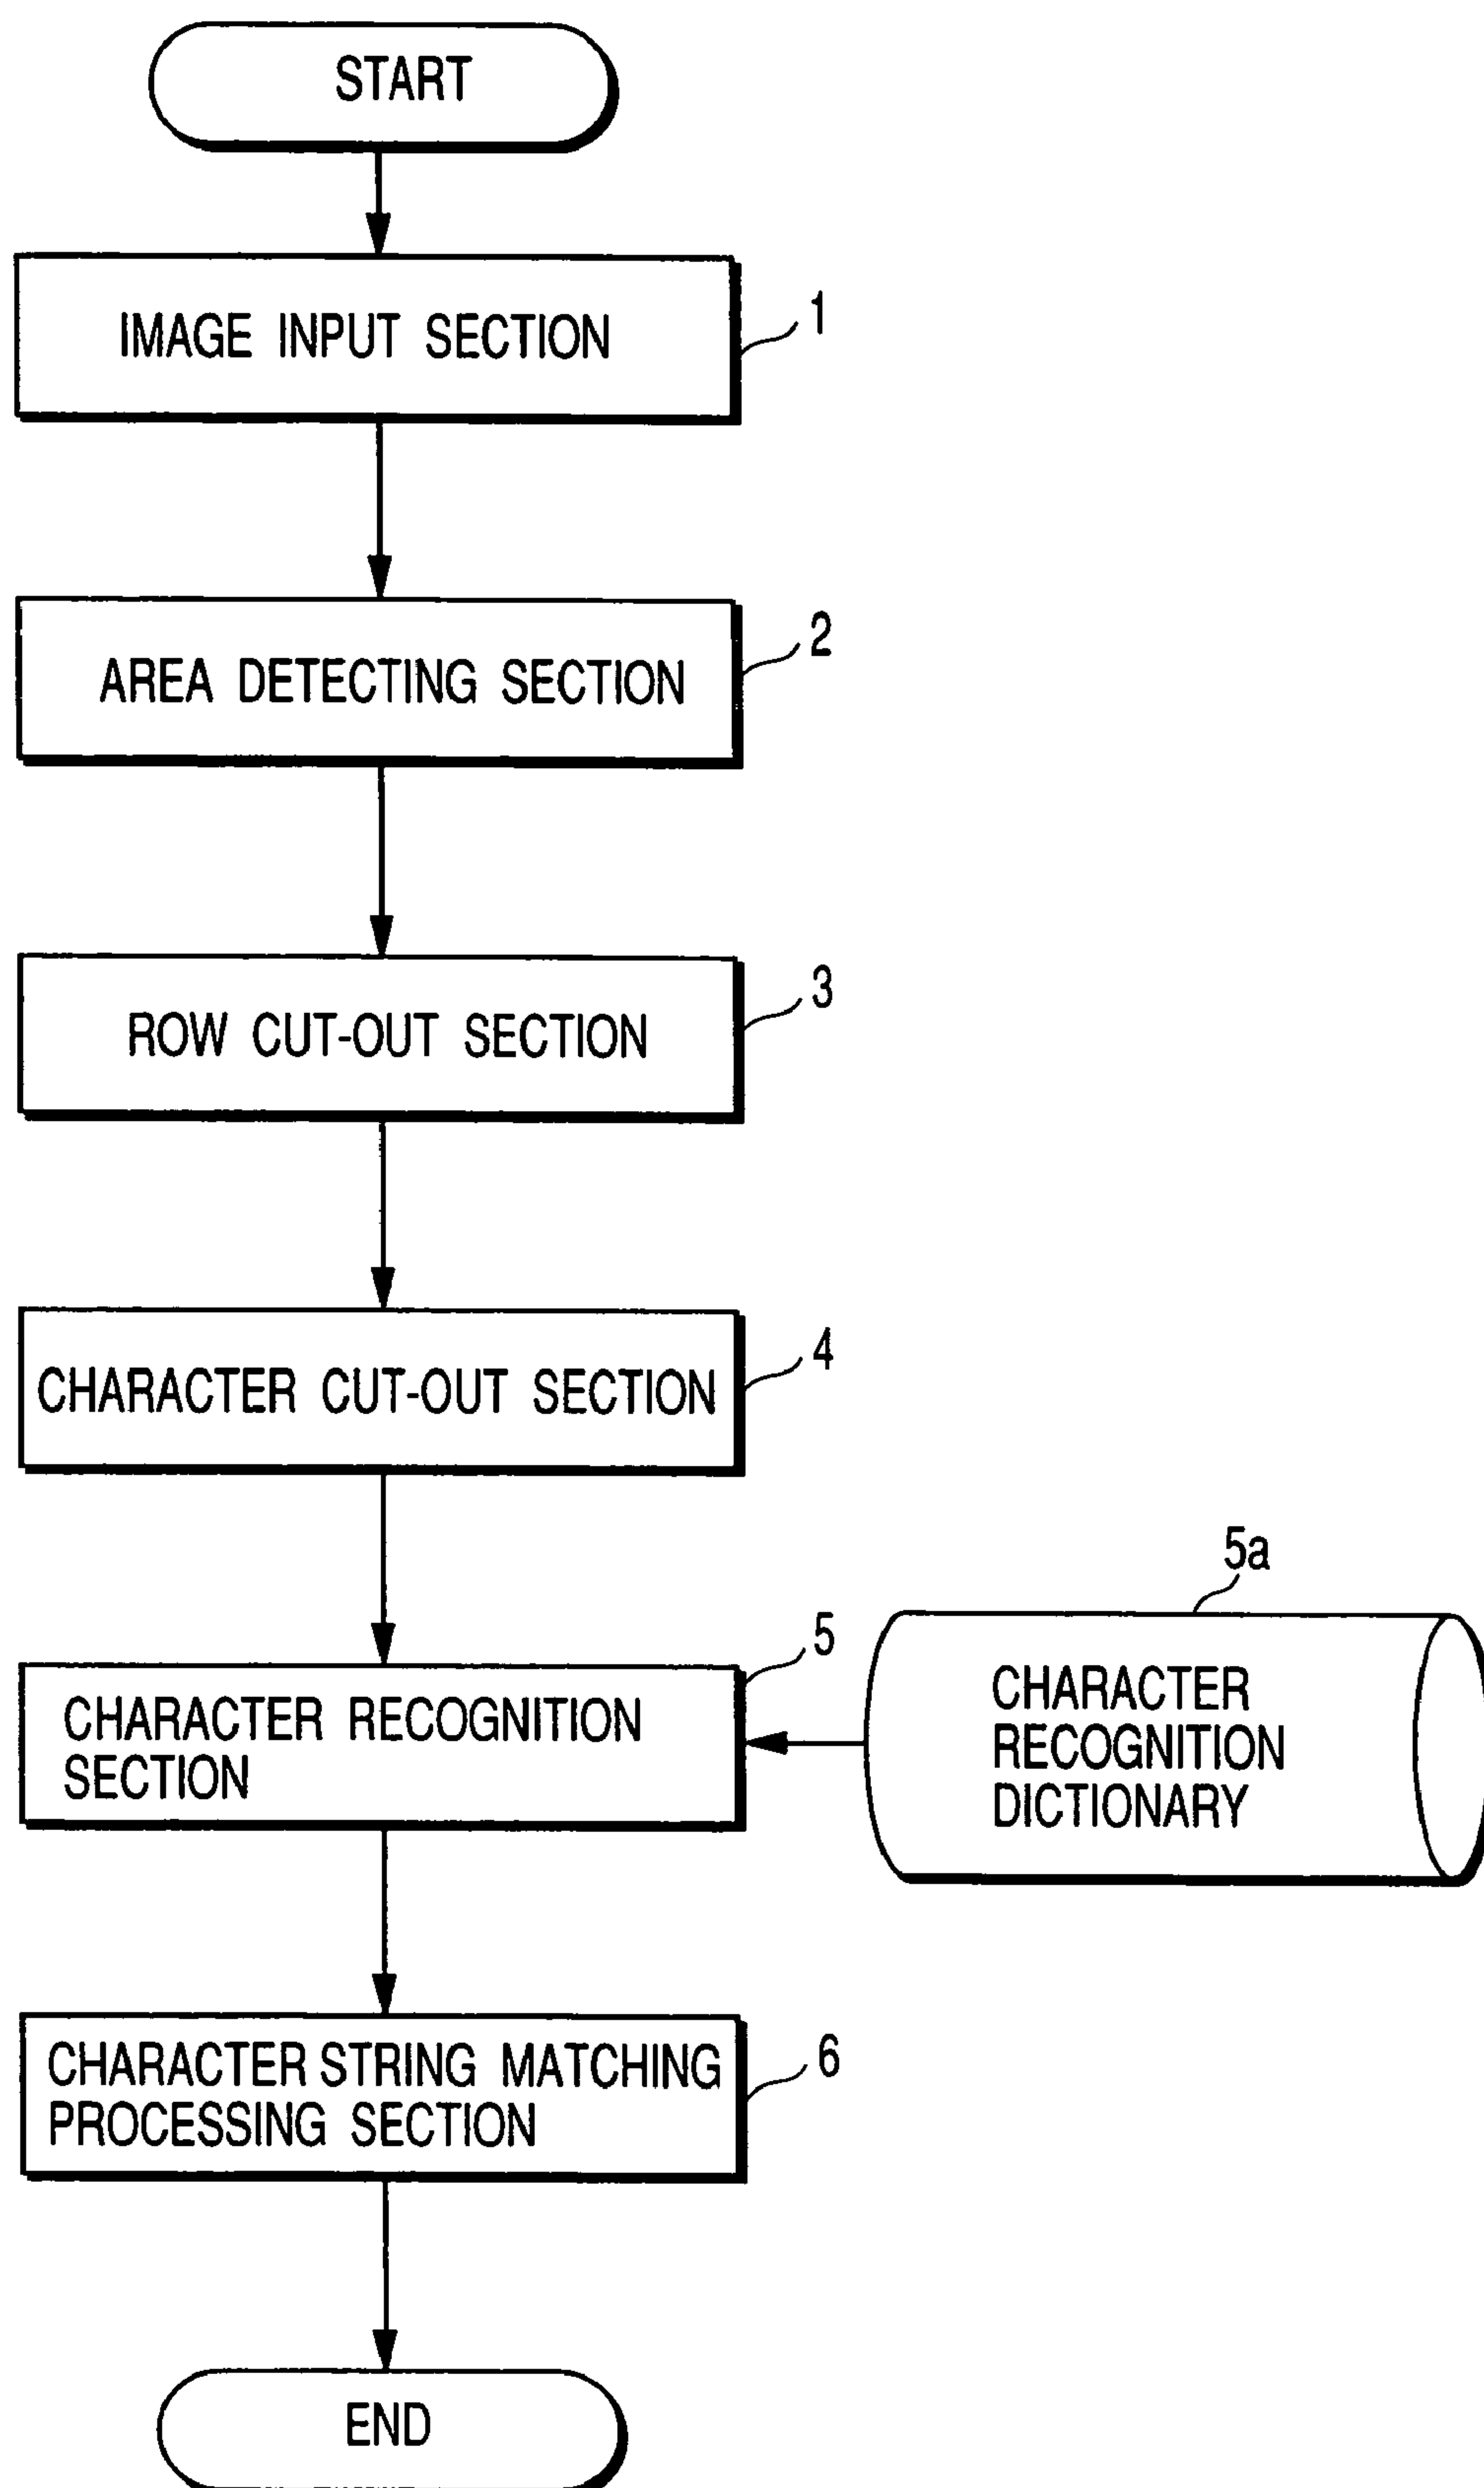 START
IMAGE INPUT SECTION
1
AREA DETECTING SECTION
2
ROW CUT-OUT SECTION
3
CHARACTER CUT-OUT SECTION
4
CHARACTER RECOGNITION
SECTION
5
5a
CHARACTER
RECOGNITION
DICTIONARY
CHARACTER STRING MATCHING
PROCESSING SECTION
6
END